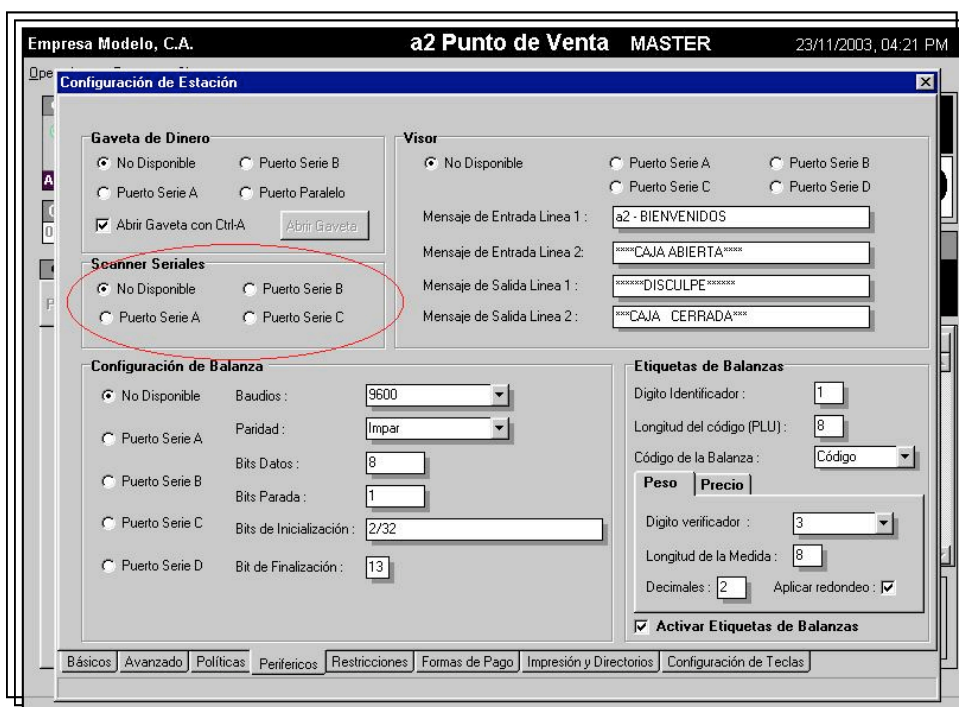 Empresa Modelo, C.A. a2 Punto de Venta MASTER 23/11/2003, 04:21 PM
Configuración de Estación
Gaveta de Dinero
No Disponible Puerto Serie B
Puerto Serie A Puerto Paralelo
Abrir Gaveta con Ctrl-A Abrir Gaveta
Scanner Seriales
No Disponible Puerto Serie B
Puerto Serie A Puerto Serie C
Visor
No Disponible Puerto Serie A Puerto Serie B
Puerto Serie C Puerto Serie D
Mensaje de Entrada Linea 1 : a2 - BIENVENIDOS
Mensaje de Entrada Linea 2: ****CAJA ABIERTA****
Mensaje de Salida Linea 1 : ******DISCULPE******
Mensaje de Salida Linea 2 : ***CAJA CERRADA***
Configuración de Balanza
No Disponible Baudios : 9600
Puerto Serie A Paridad : Impar
Puerto Serie B Bits Datos : 8
Bits Parada : 1
Puerto Serie C Bits de Inicialización : 2/32
Puerto Serie D Bit de Finalización : 13
Etiquetas de Balanzas
Digito Identificador : 1
Longitud del código (PLU) : 8
Código de la Balanza : Código
Peso Precio
Digito verificador : 3
Longitud de la Medida : 8
Decimales : 2 Aplicar redondeo :
Activar Etiquetas de Balanzas
Básicos Avanzado Políticas Perifericos Restricciones Formas de Pago Impresión y Directorios Configuración de Teclas